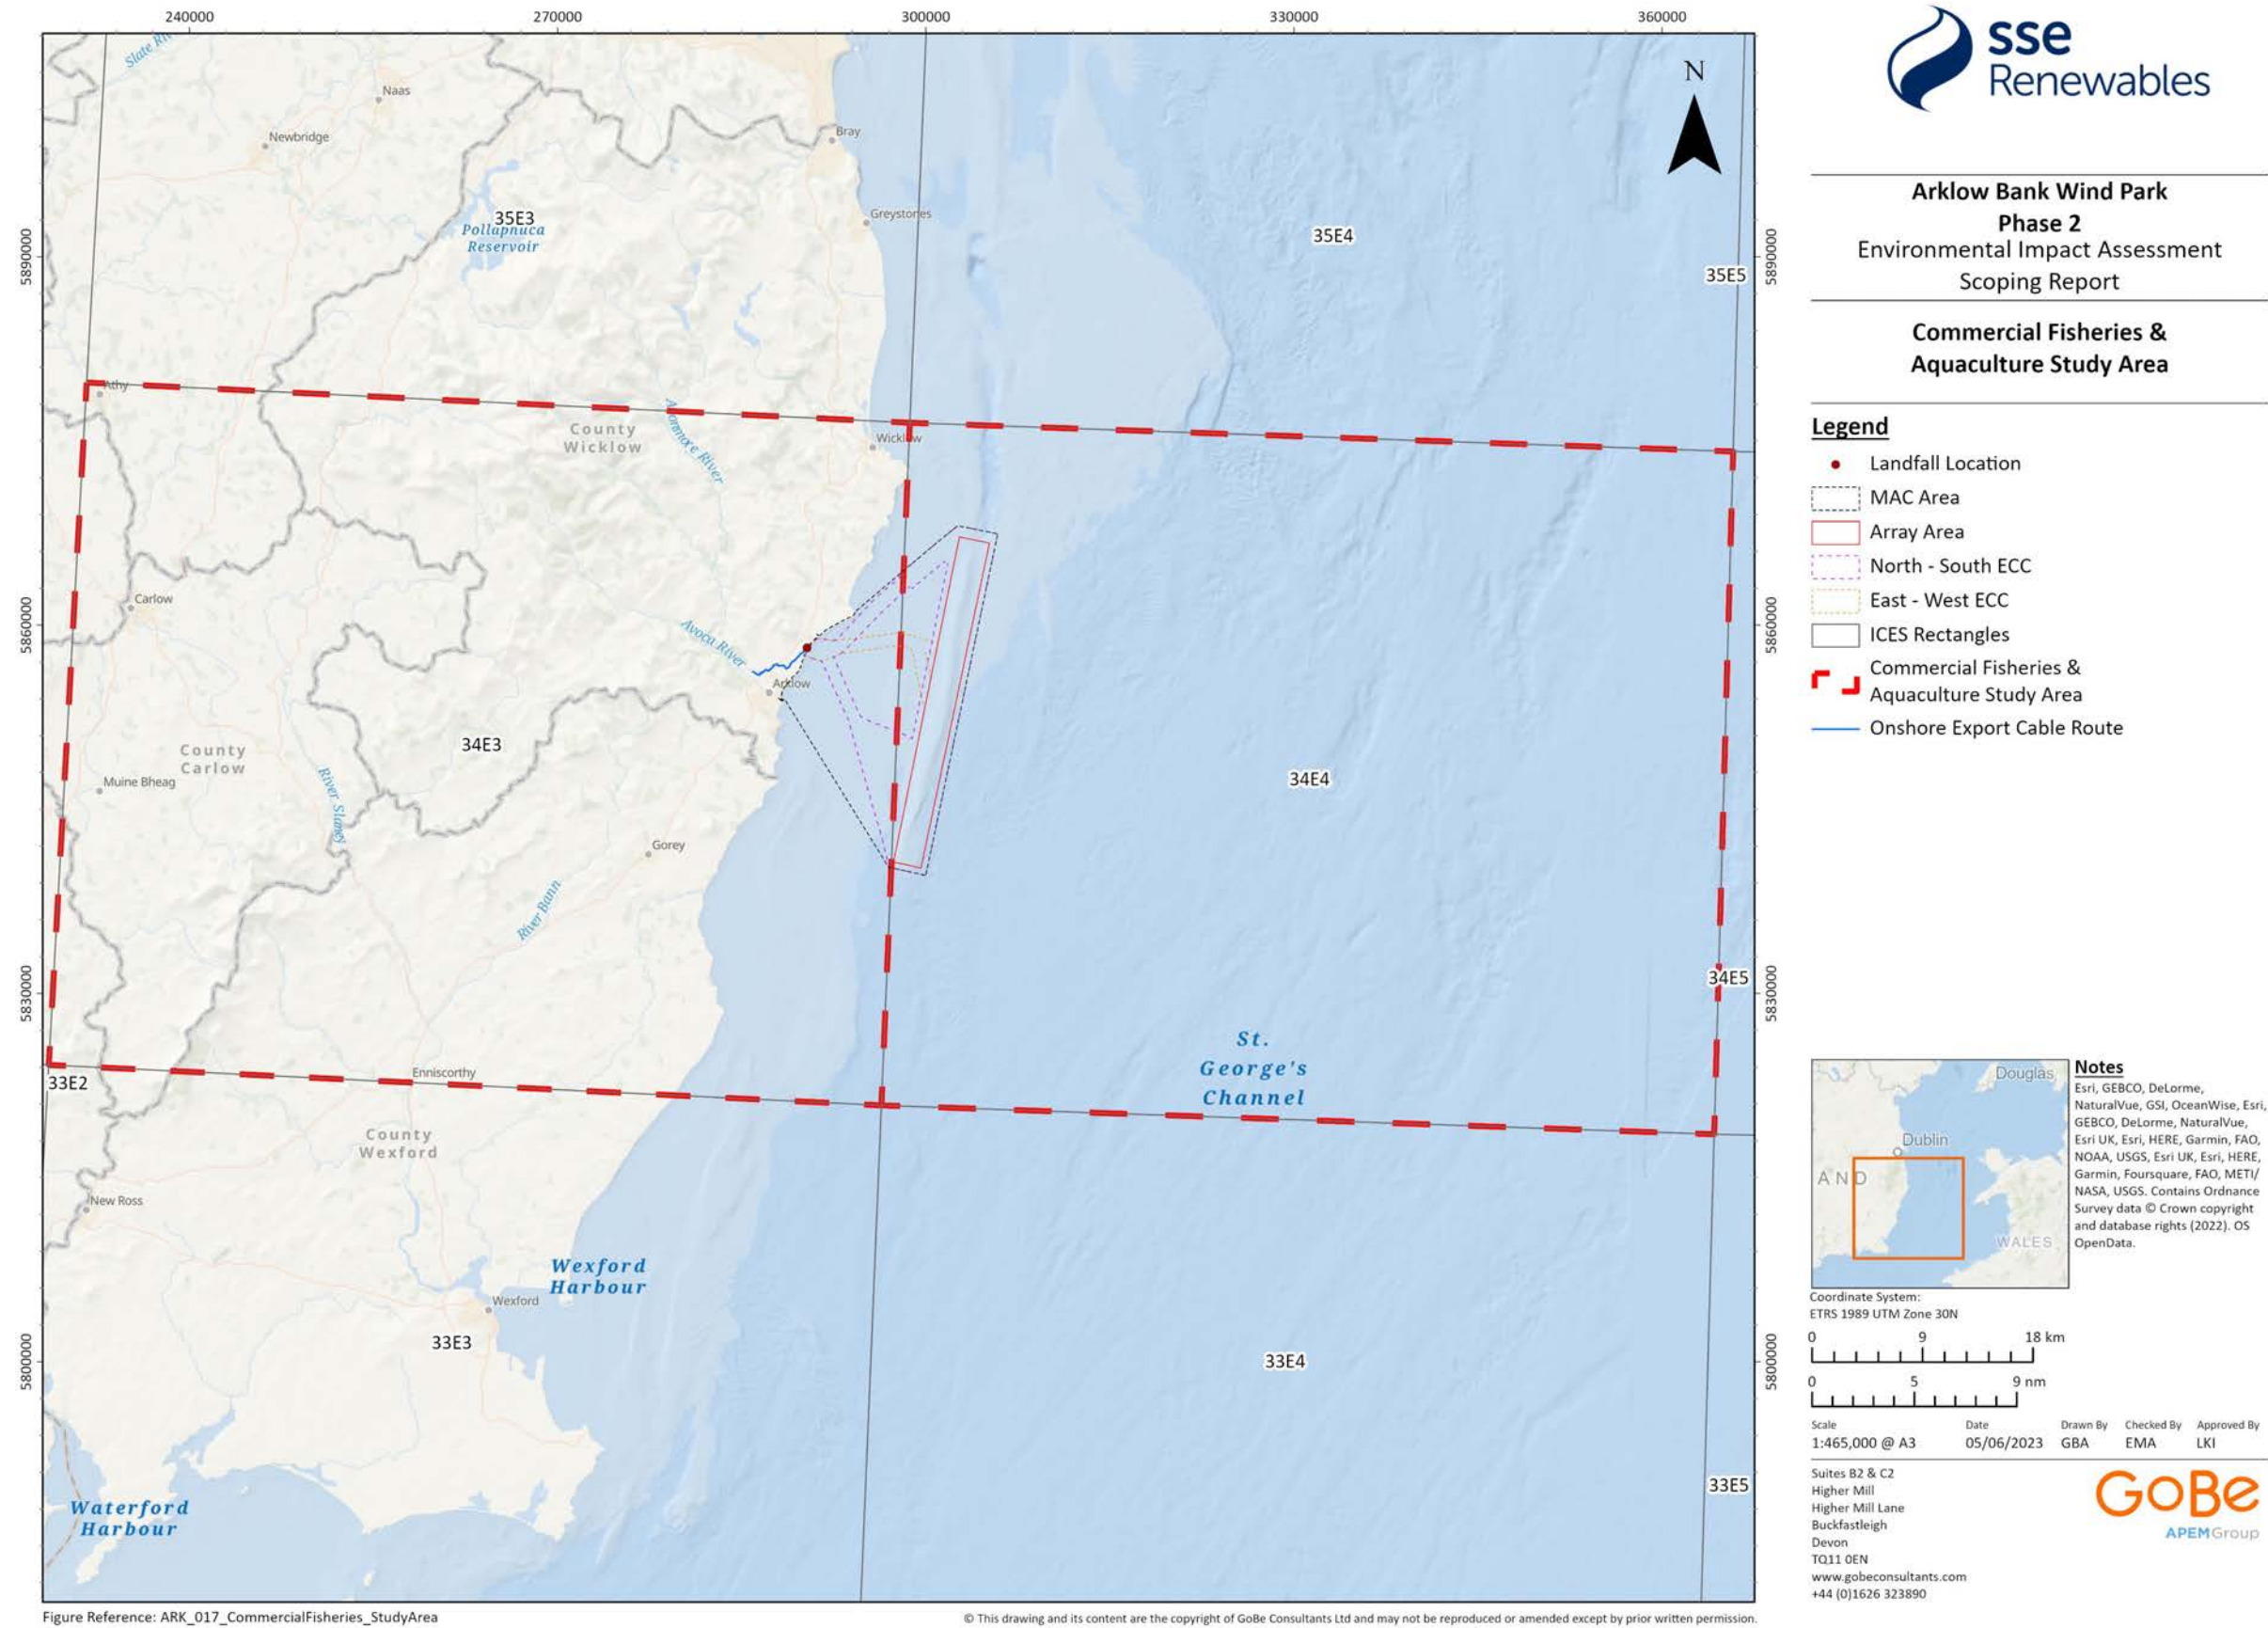 240000
270000
300000
330000
360000
Slate Riv
Naas
Newbridge
Bray
N
35E3
Pollaphuca
Reservoir
Greystones
35E4
35E5
5890000
5890000
Athy
County
Wicklow
Avonmore River
Wicklow
Carlow
5860000
5860000
Avoca River
Arklow
34E3
County
Carlow
Muine Bheag
River Slaney
34E4
Gorey
River Bann
34E5
5830000
5830000
St.
George's
Channel
33E2
Enniscorthy
County
Wexford
New Ross
Wexford
Harbour
Wexford
33E3
33E4
5800000
5800000
33E5
Waterford
Harbour
Figure Reference: ARK_017_CommercialFisheries_StudyArea
© This drawing and its content are the copyright of GoBe Consultants Ltd and may not be reproduced or amended except by prior written permission.
sse
Renewables
Arklow Bank Wind Park
Phase 2
Environmental Impact Assessment
Scoping Report
Commercial Fisheries &
Aquaculture Study Area
Legend
Landfall Location
MAC Area
Array Area
North - South ECC
East - West ECC
ICES Rectangles
Commercial Fisheries &
Aquaculture Study Area
Onshore Export Cable Route
Douglas
Dublin
AND
WALES
Notes
Esri, GEBCO, DeLorme,
NaturalVue, GSI, OceanWise, Esri,
GEBCO, DeLorme, NaturalVue,
Esri UK, Esri, HERE, Garmin, FAO,
NOAA, USGS, Esri UK, Esri, HERE,
Garmin, Foursquare, FAO, METI/
NASA, USGS. Contains Ordnance
Survey data © Crown copyright
and database rights (2022). OS
OpenData.
Coordinate System:
ETRS 1989 UTM Zone 30N
0 9 18 km
0 5 9 nm
Scale Date Drawn By Checked By Approved By
1:465,000 @ A3 05/06/2023 GBA EMA LKI
Suites B2 & C2
Higher Mill
Higher Mill Lane
Buckfastleigh
Devon
TQ11 0EN
www.gobeconsultants.com
+44 (0)1626 323890
GoBe
APEMGroup